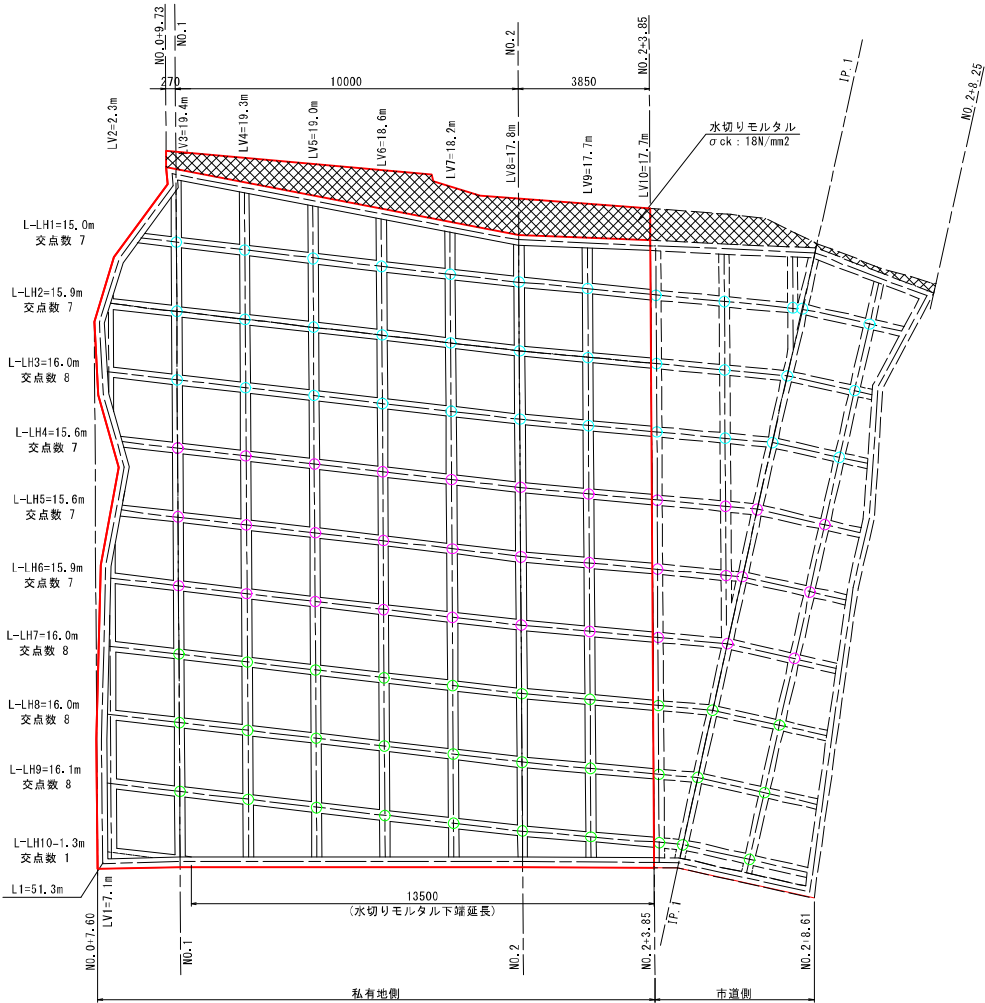 NO.0+9.73
NO.1
NO.2
NO.2+3.85
IP.1
NO.2+8.25
270
10000
3850
LV2=2.3m
LV3=19.4m
LV4=19.3m
LV5=19.0m
LV6=18.6m
LV7=18.2m
LV8=17.8m
LV9=17.7m
LV10=17.7m
水切りモルタル
σck：18N/mm2
L-LH1=15.0m
交点数 7
L-LH2=15.9m
交点数 7
L-LH3=16.0m
交点数 8
L-LH4=15.6m
交点数 7
L-LH5=15.6m
交点数 7
L-LH6=15.9m
交点数 7
L-LH7=16.0m
交点数 8
L-LH8=16.0m
交点数 8
L-LH9=16.1m
交点数 8
L-LH10-1.3m
交点数 1
L1=51.3m
LV1=7.1m
13500
(水切りモルタル下端延長)
NO.0+7.60
NO.1
NO.2
NO.2+3.85
IP.1
NO.2+8.61
私有地側
市道側